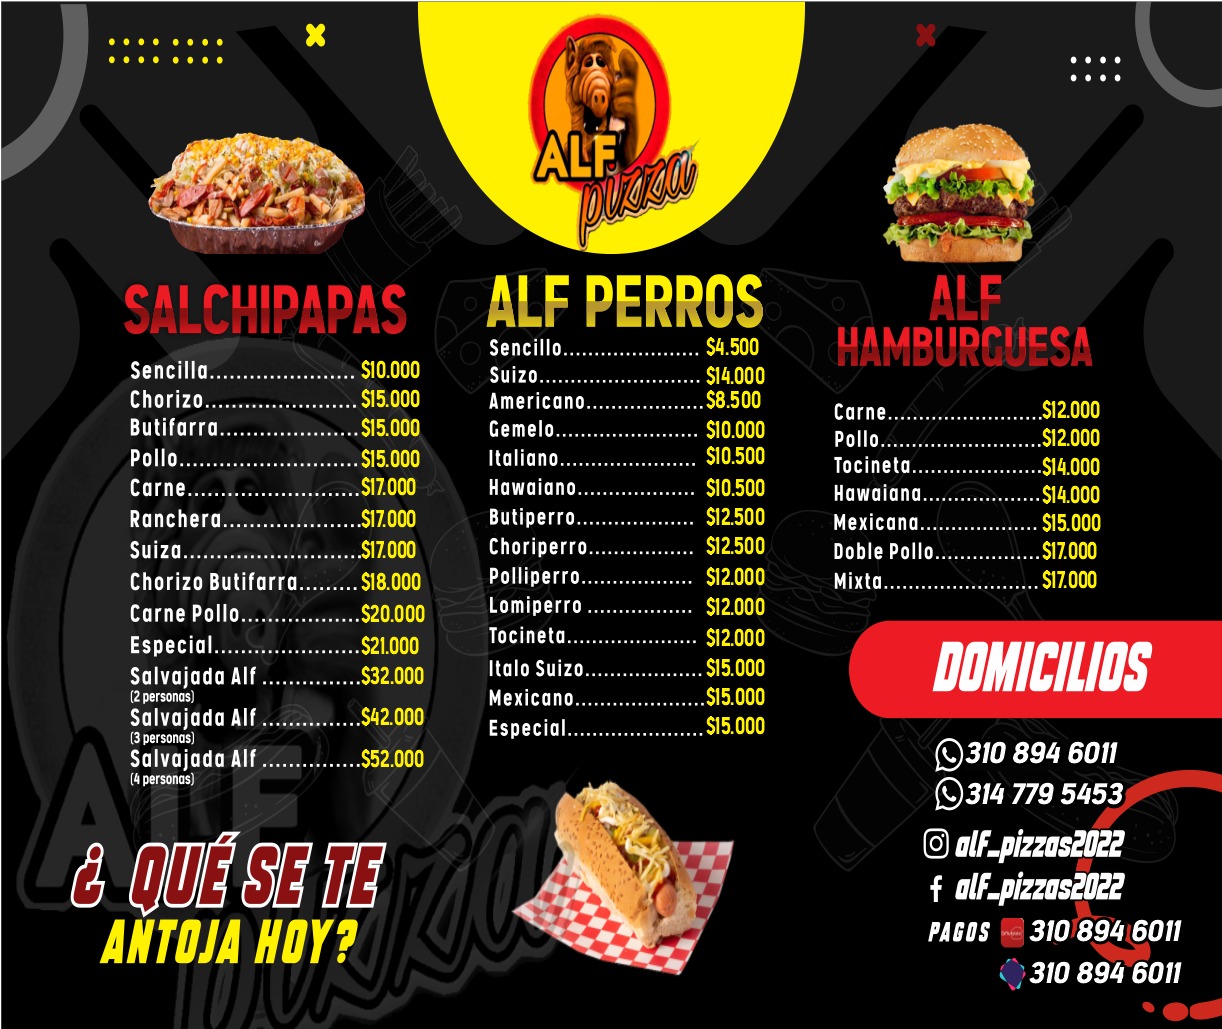 ALF
pizza
SALCHIPAPAS
Sencilla......................$10.000
Chorizo.......................$15.000
Butifarra.....................$15.000
Pollo...........................$15.000
Carne.........................$17.000
Ranchera....................$17.000
Suiza..........................$17.000
Chorizo Butifarra.........$18.000
Carne Pollo..................$20.000
Especial......................$21.000
Salvajada Alf ...............$32.000
(2 personas)
Salvajada Alf ...............$42.000
(3 personas)
Salvajada Alf ...............$52.000
(4 personas)
¿ QUÉ SE TE
ANTOJA HOY?
ALF PERROS
Sencillo..................... $4.500
Suizo......................... $14.000
Americano..................$8.500
Gemelo...................... $10.000
Italiano..................... $10.500
Hawaiano.................. $10.500
Butiperro.................. $12.500
Choriperro................ $12.500
Polliperro................. $12.000
Lomiperro ................ $12.000
Tocineta.................... $12.000
Italo Suizo.................. $15.000
Mexicano....................$15.000
Especial.....................$15.000
ALF
HAMBURGUESA
Carne........................$12.000
Pollo.........................$12.000
Tocineta....................$14.000
Hawaiana..................$14.000
Mexicana.................. $15.000
Doble Pollo................$17.000
Mixta........................ $17.000
DOMICILIOS
310 894 6011
314 779 5453
alf_pizzas2022
alf_pizzas2022
PAGOS 310 894 6011
310 894 6011
ALF
pizza